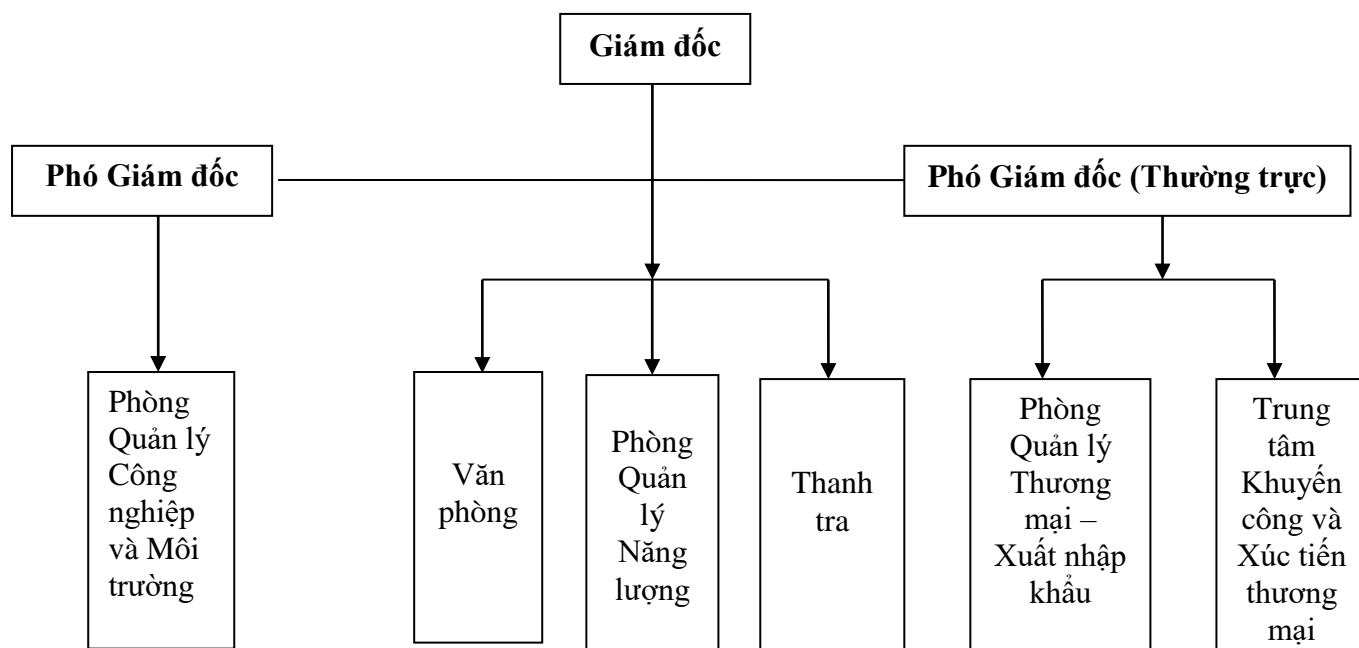 Giám đốc
Phó Giám đốc
Phó Giám đốc (Thường trực)
Phòng
Quản lý
Công
nghiệp
và Môi
trường
Văn
phòng
Phòng
Quản
lý
Năng
lượng
Thanh
tra
Phòng
Quản lý
Thương
mại –
Xuất nhập
khẩu
Trung
tâm
Khuyến
công và
Xúc tiến
thương
mại